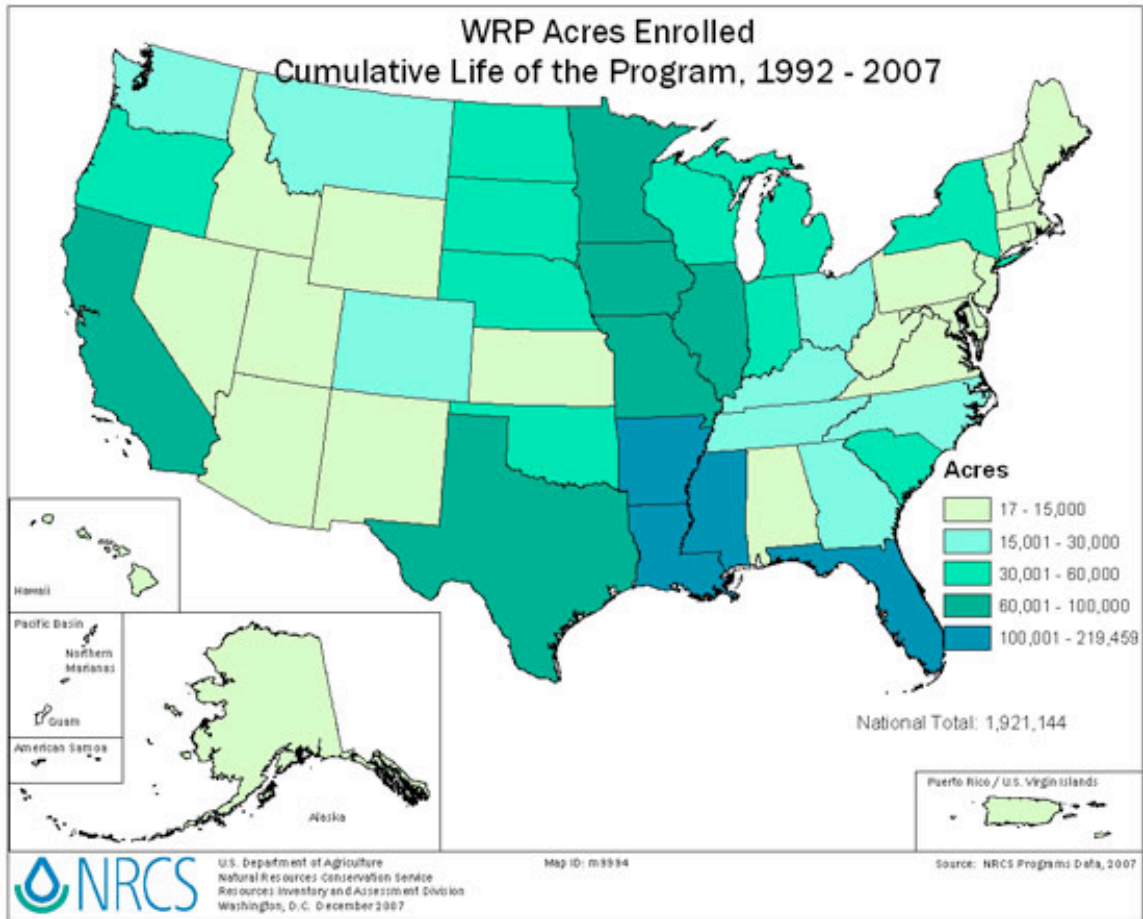 WRP Acres Enrolled
Cumulative Life of the Program, 1992 - 2007
Acres
17 - 15,000
15,001 - 30,000
30,001 - 60,000
60,001 - 100,000
100,001 - 219,459
National Total: 1,921,144
Hawaii
Pacific Basin
Northern
Marianas
Guam
American Samoa
Alaska
Puerto Rico / U.S. Virgin Islands
NRCS
U.S. Department of Agriculture
Natural Resources Conservation Service
Resources Inventory and Assessment Division
Washington, D.C. December 2007
Map ID: m9994
Source: NRCS Programs Data, 2007